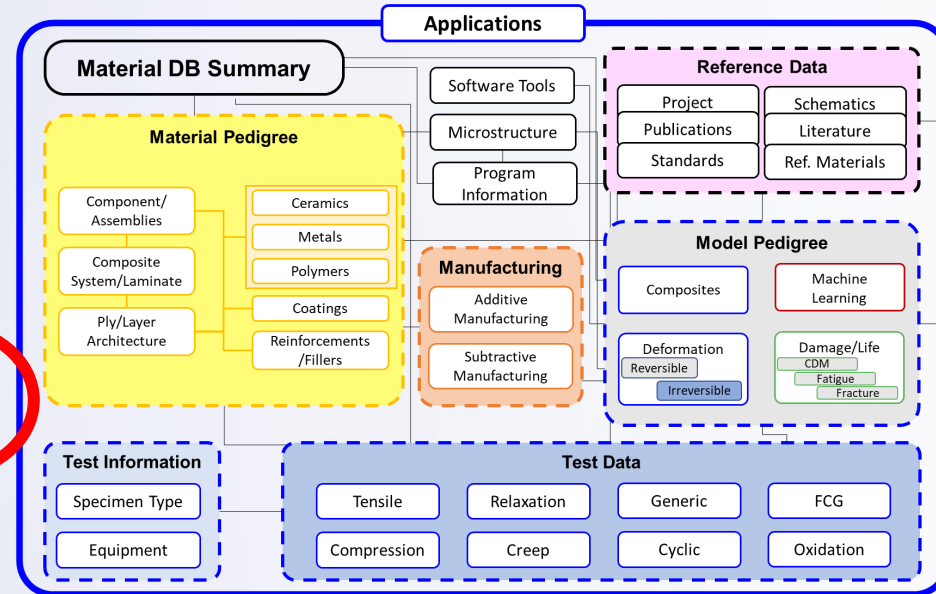 Applications
Material DB Summary
Software Tools
Microstructure
Program
Information
Reference Data
Project
Schematics
Publications
Literature
Standards
Ref. Materials
Material Pedigree
Component/
Assemblies
Composite
System/Laminate
Ply/Layer
Architecture
Ceramics
Metals
Polymers
Coatings
Reinforcements
/Fillers
Manufacturing
Additive
Manufacturing
Subtractive
Manufacturing
Model Pedigree
Composites
Machine
Learning
Deformation
Reversible
Irreversible
Damage/Life
CDM
Fatigue
Fracture
Test Information
Specimen Type
Equipment
Test Data
Tensile
Relaxation
Generic
FCG
Compression
Creep
Cyclic
Oxidation